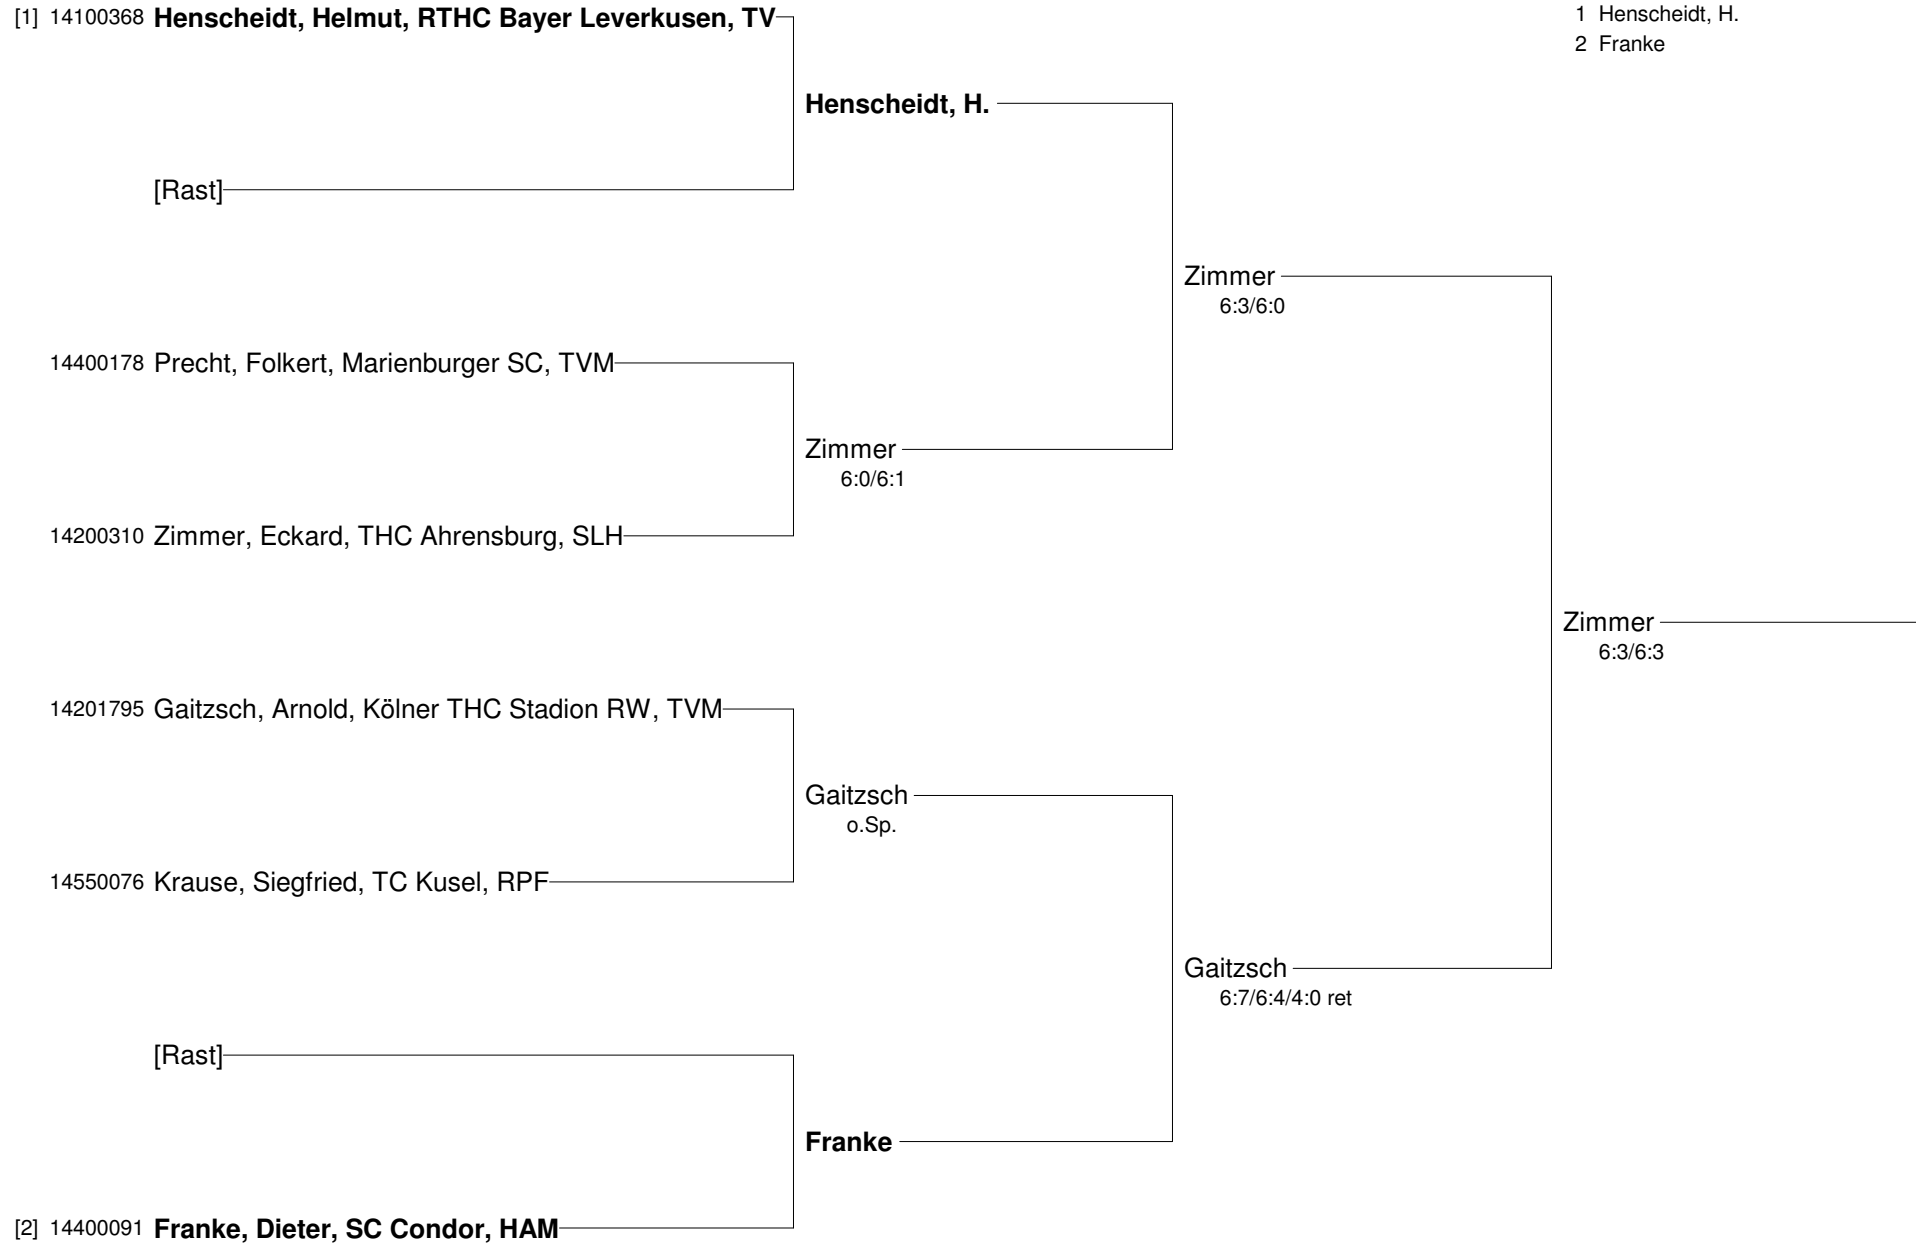 [1] 14100368 Henscheidt, Helmut, RTHC Bayer Leverkusen, TV
1 Henscheidt, H.
2 Franke
Henscheidt, H.
[Rast]
Zimmer
6:3/6:0
14400178 Precht, Folkert, Marienburger SC, TVM
Zimmer
6:0/6:1
14200310 Zimmer, Eckard, THC Ahrensburg, SLH
Zimmer
6:3/6:3
14201795 Gaitzsch, Arnold, Kölner THC Stadion RW, TVM
Gaitzsch
o.Sp.
14550076 Krause, Siegfried, TC Kusel, RPF
Gaitzsch
6:7/6:4/4:0 ret
[Rast]
Franke
[2] 14400091 Franke, Dieter, SC Condor, HAM